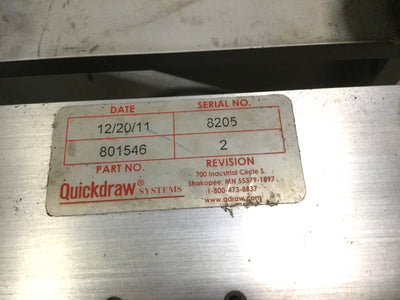 DATE SERIAL NO.
12/20/11 8205
801546 2
PART NO. REVISION
Quickdraw® SYSTEMS
700 Industrial Circle S.
Shakopee, MN 55379-1897
1-800-473-8837
www.qdraw.com